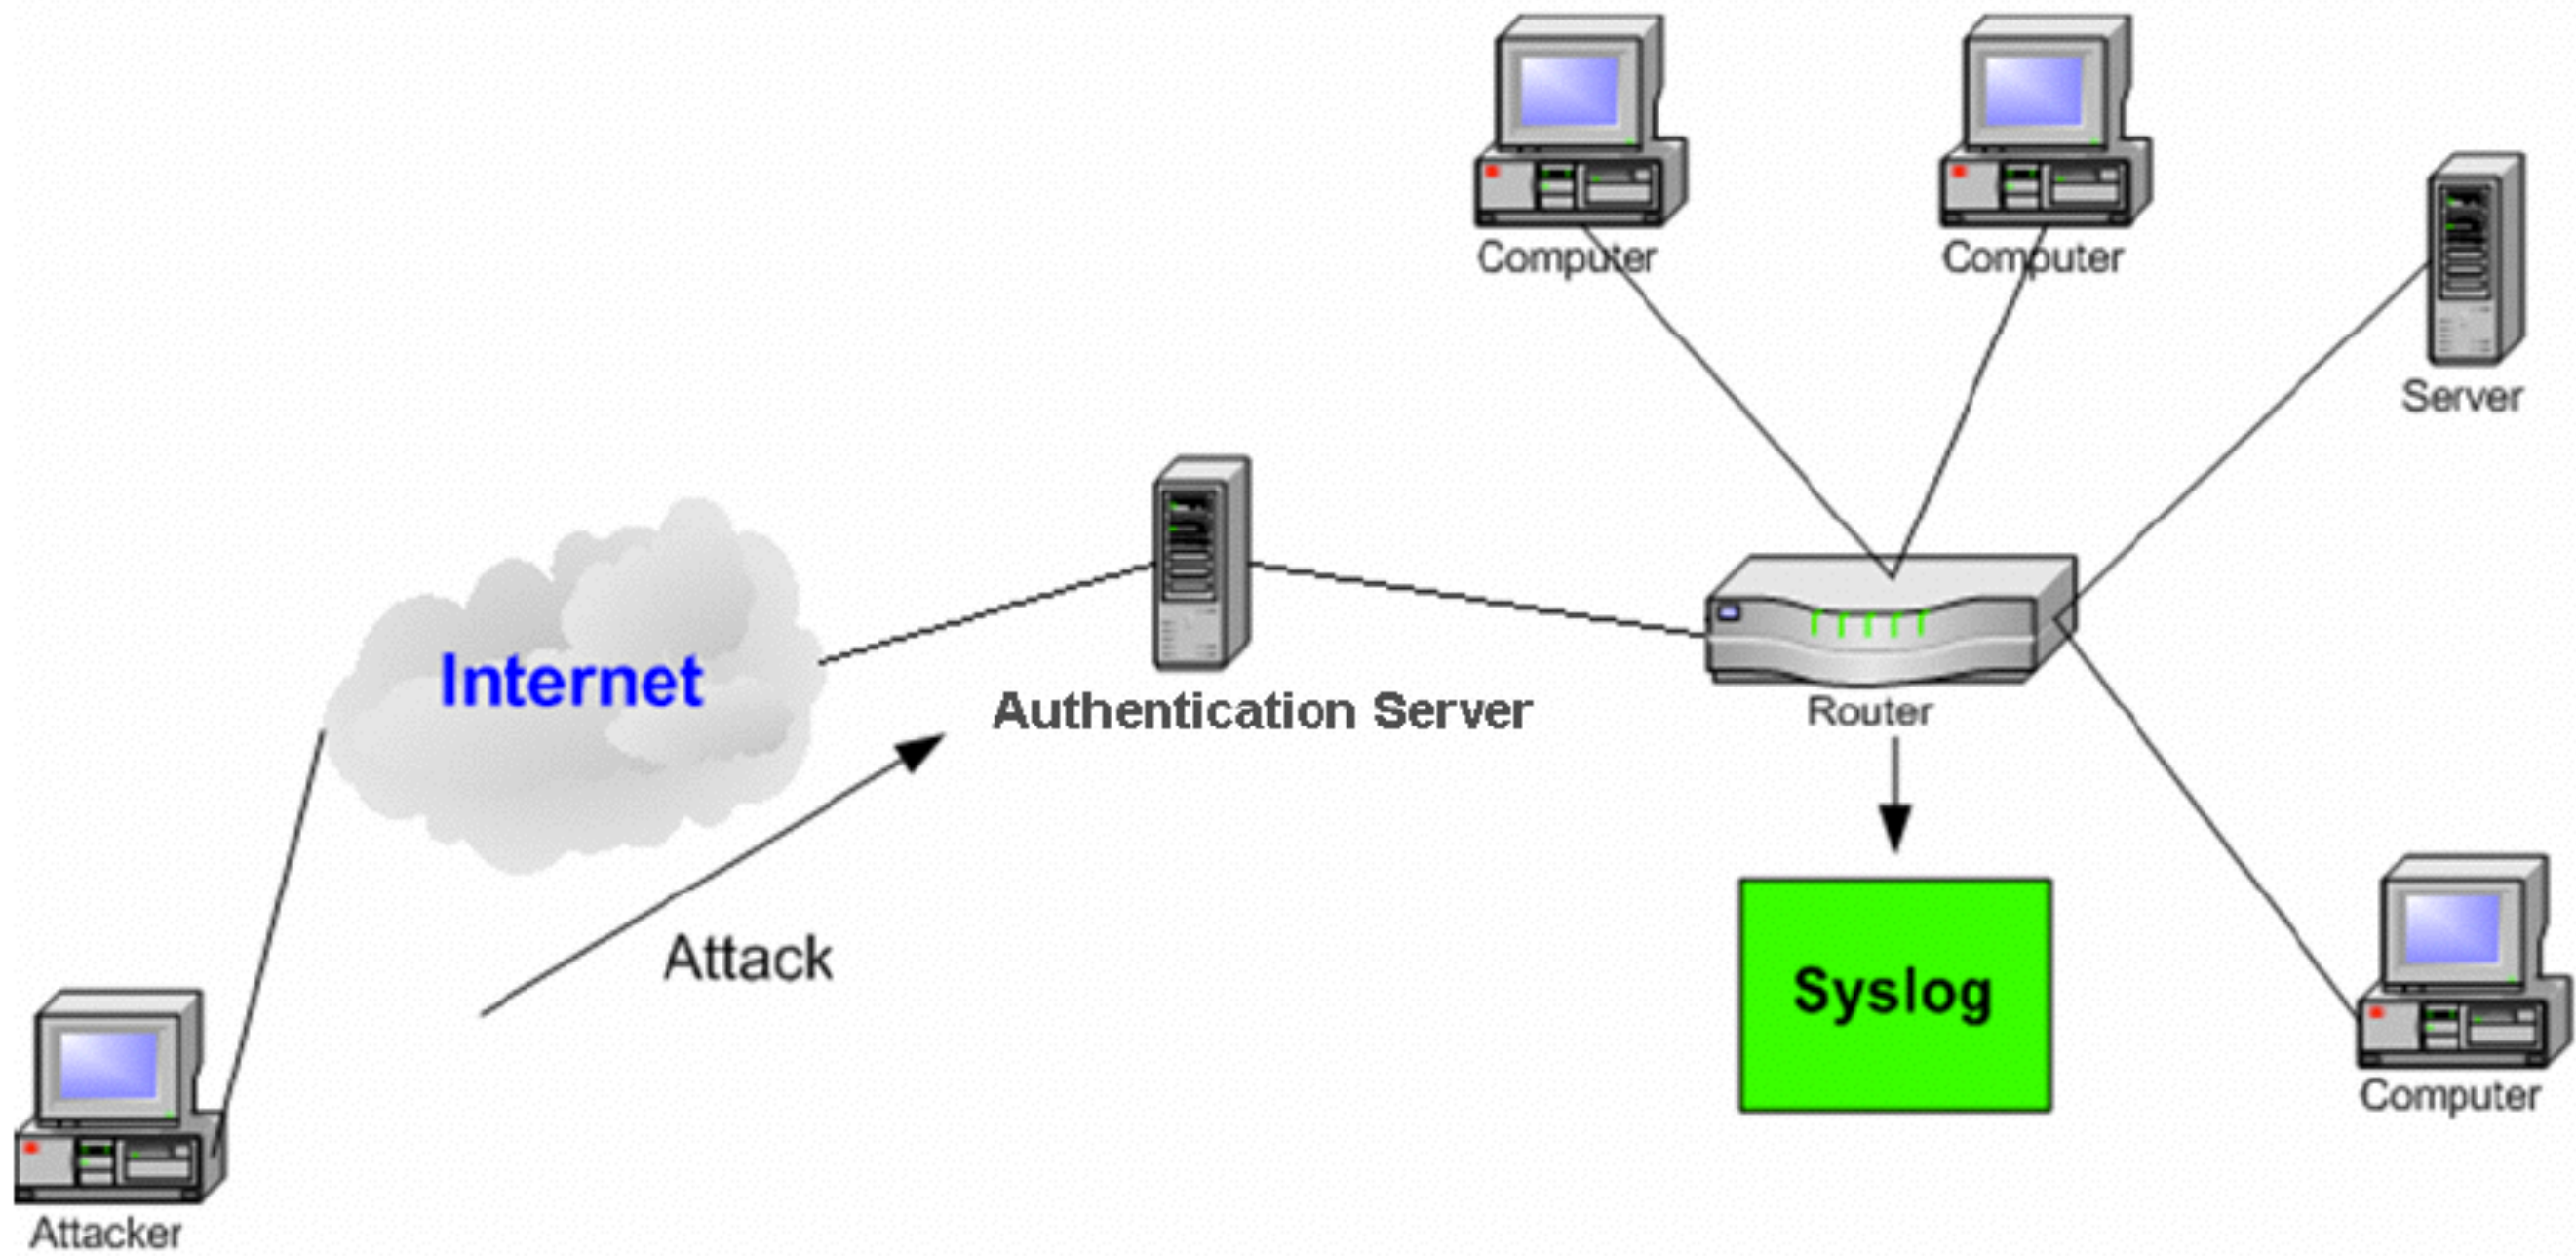 Computer
Computer
Server
Internet
Authentication Server
Router
Attack
Syslog
Computer
Attacker